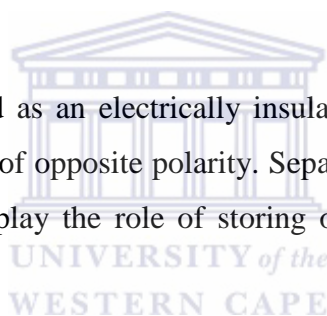 as an electrically insula
of opposite polarity. Sepa
play the role of storing
UNIVERSITY of the
WESTERN CAPE